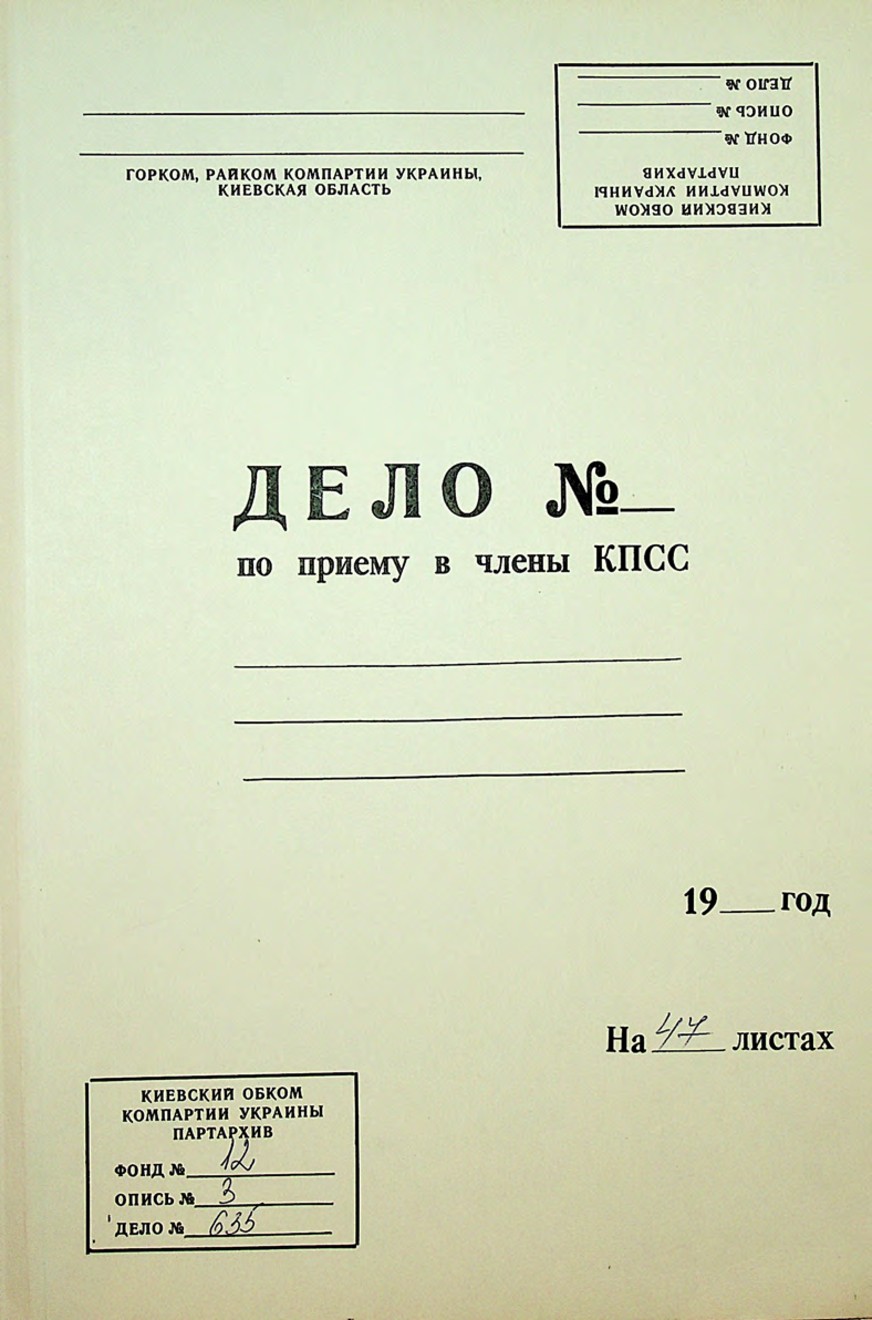 ГОРКОМ, РАЙКОМ КОМПАРТИИ УКРАИНЫ,
КИЕВСКАЯ ОБЛАСТЬ
КИЕВСКИЙ ОБКОМ
КОМПАРТИИ УКРАИНЫ
ПАРТАРХИВ
ФОНД №
ОПИСЬ №
ДЕЛО №
ДЕЛО №
по приему в члены КПСС
19 год
На 47 листах
КИЕВСКИЙ ОБКОМ
КОМПАРТИИ УКРАИНЫ
ПАРТАРХИВ
ФОНД № 12
ОПИСЬ № 3
ДЕЛО № 635